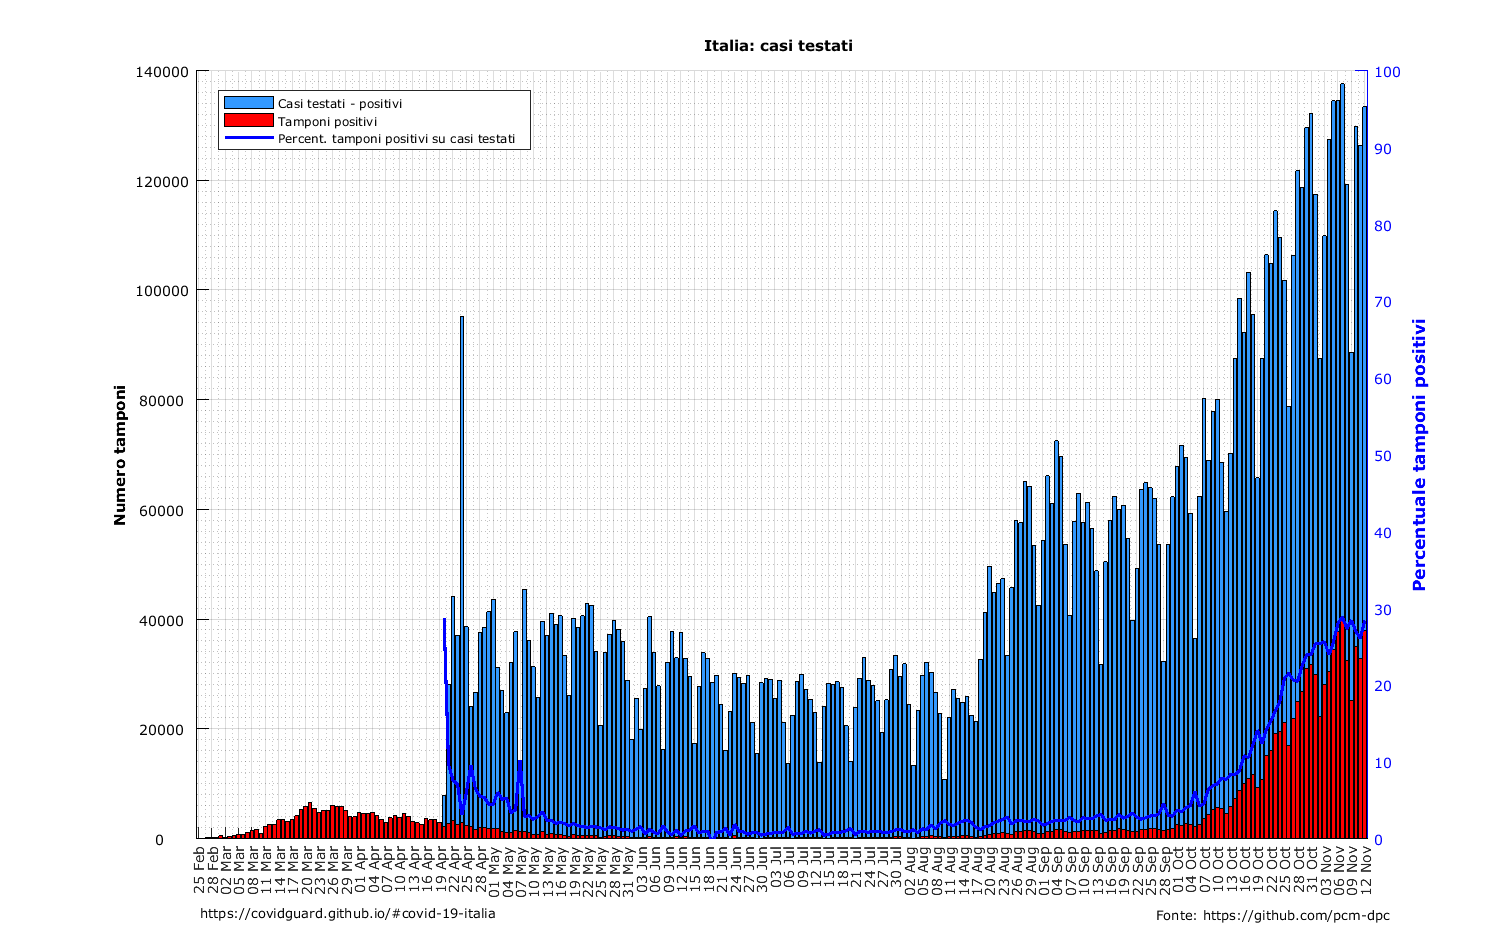 Italia: casi testati
Casi testati - positivi
Tamponi positivi
Percent. tamponi positivi su casi testati
Numero tamponi
140000
120000
100000
80000
60000
40000
20000
0
Percentuale tamponi positivi
100
90
80
70
60
50
40
30
20
10
0
25 Feb
28 Feb
02 Mar
05 Mar
08 Mar
11 Mar
14 Mar
17 Mar
20 Mar
23 Mar
26 Mar
29 Mar
01 Apr
04 Apr
07 Apr
10 Apr
13 Apr
16 Apr
19 Apr
22 Apr
25 Apr
28 Apr
01 May
04 May
07 May
10 May
13 May
16 May
19 May
22 May
25 May
28 May
31 May
03 Jun
06 Jun
09 Jun
12 Jun
15 Jun
18 Jun
21 Jun
24 Jun
27 Jun
30 Jun
03 Jul
06 Jul
09 Jul
12 Jul
15 Jul
18 Jul
21 Jul
24 Jul
27 Jul
30 Jul
02 Aug
05 Aug
08 Aug
11 Aug
14 Aug
17 Aug
20 Aug
23 Aug
26 Aug
29 Aug
01 Sep
04 Sep
07 Sep
10 Sep
13 Sep
16 Sep
19 Sep
22 Sep
25 Sep
28 Sep
01 Oct
04 Oct
07 Oct
10 Oct
13 Oct
16 Oct
19 Oct
22 Oct
25 Oct
28 Oct
31 Oct
03 Nov
06 Nov
09 Nov
12 Nov
https://covidguard.github.io/#covid-19-italia
Fonte: https://github.com/pcm-dpc